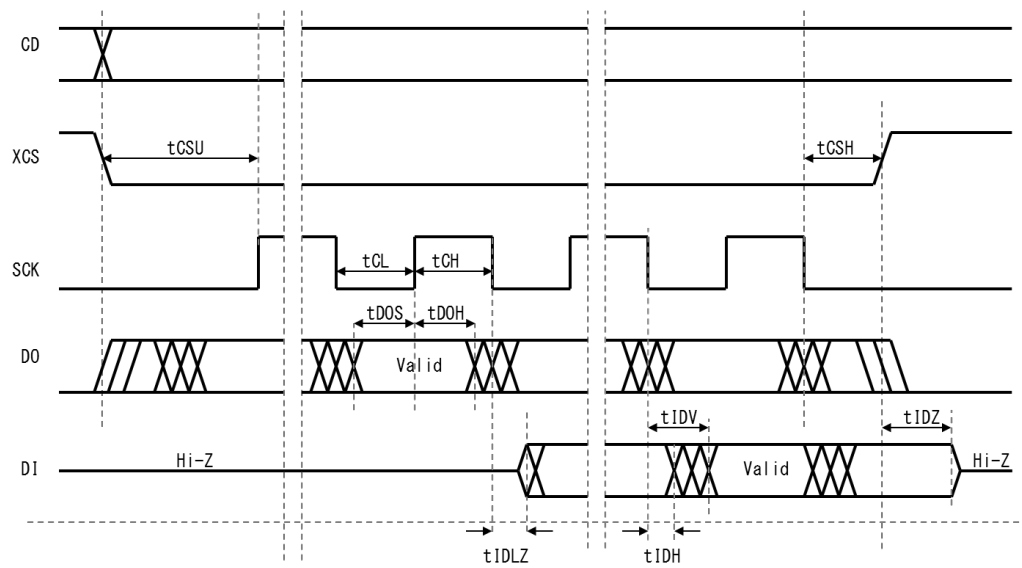 CD
XCS
tCSU
tCSH
SCK
tCL
tCH
tDOS
tDOH
DO
Valid
tIDV
tIDZ
DI
Hi-Z
Valid
Hi-Z
tIDLZ
tIDH